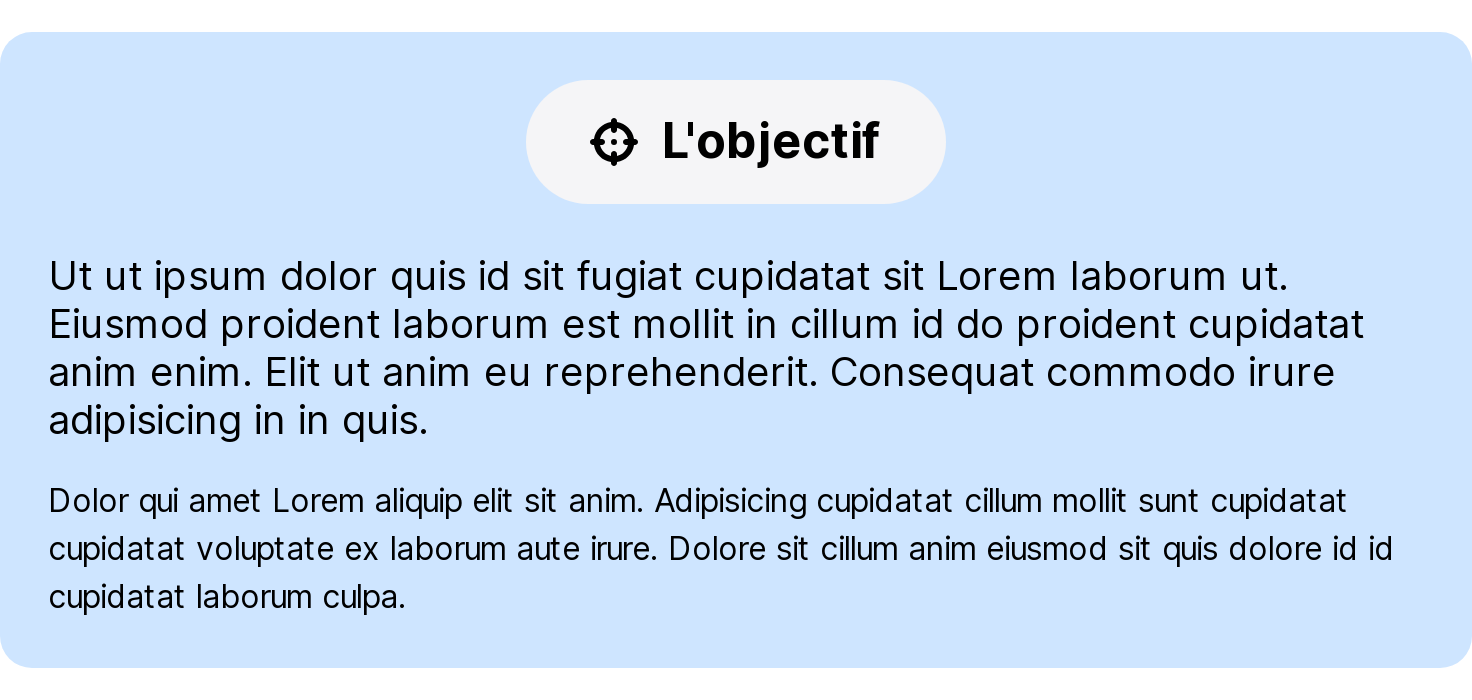 L'objectif
Ut ut ipsum dolor quis id sit fugiat cupidatat sit Lorem laborum ut.
Eiusmod proident laborum est mollit in cillum id do proident cupidatat
anim enim. Elit ut anim eu reprehenderit. Consequat commodo irure
adipisicing in in quis.
Dolor qui amet Lorem aliquip elit sit anim. Adipisicing cupidatat cillum mollit sunt cupidatat
cupidatat voluptate ex laborum aute irure. Dolore sit cillum anim eiusmod sit quis dolore id id
cupidatat laborum culpa.